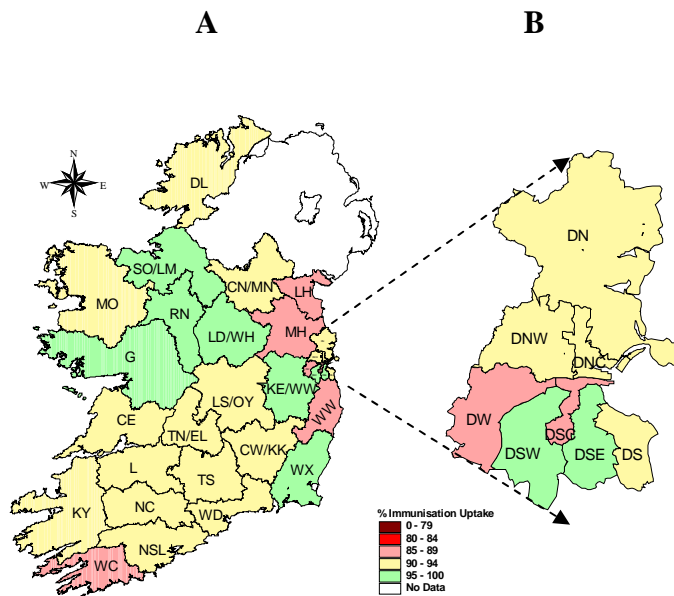 A B
N
W E
S
DL
SO/LM
CN/MN
LH
MO
RN
MH
LD/WH
G
KE/WW
LS/OY
WW
CE
TN/EL
CW/KK
L
TS
WX
KY
NC
WD
NSL
WC
DN
DNW
DNC
DW
DSC
DSW
DSE
DS
% Immunisation Uptake
0 - 79
80 - 84
85 - 89
90 - 94
95 - 100
No Data